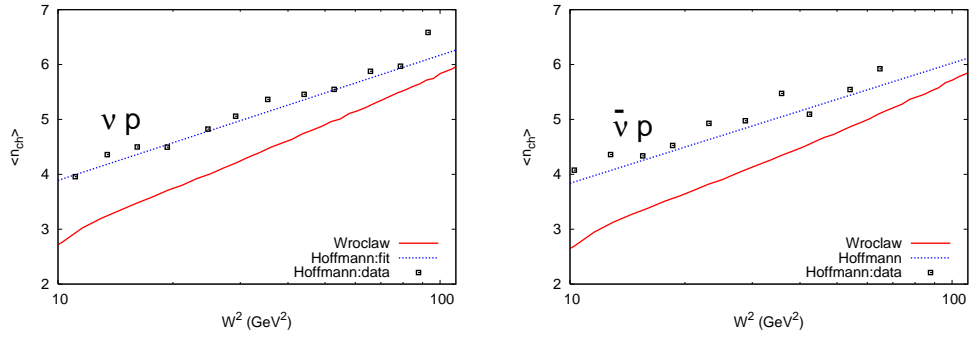 7
6
5
4
3
2
<n_ch>
ν p
Wroclaw
Hoffmann:fit
Hoffmann:data
10
100
W² (GeV²)
7
6
5
4
3
2
<n_ch>
ν̄ p
Wroclaw
Hoffmann
Hoffmann:data
10
100
W² (GeV²)